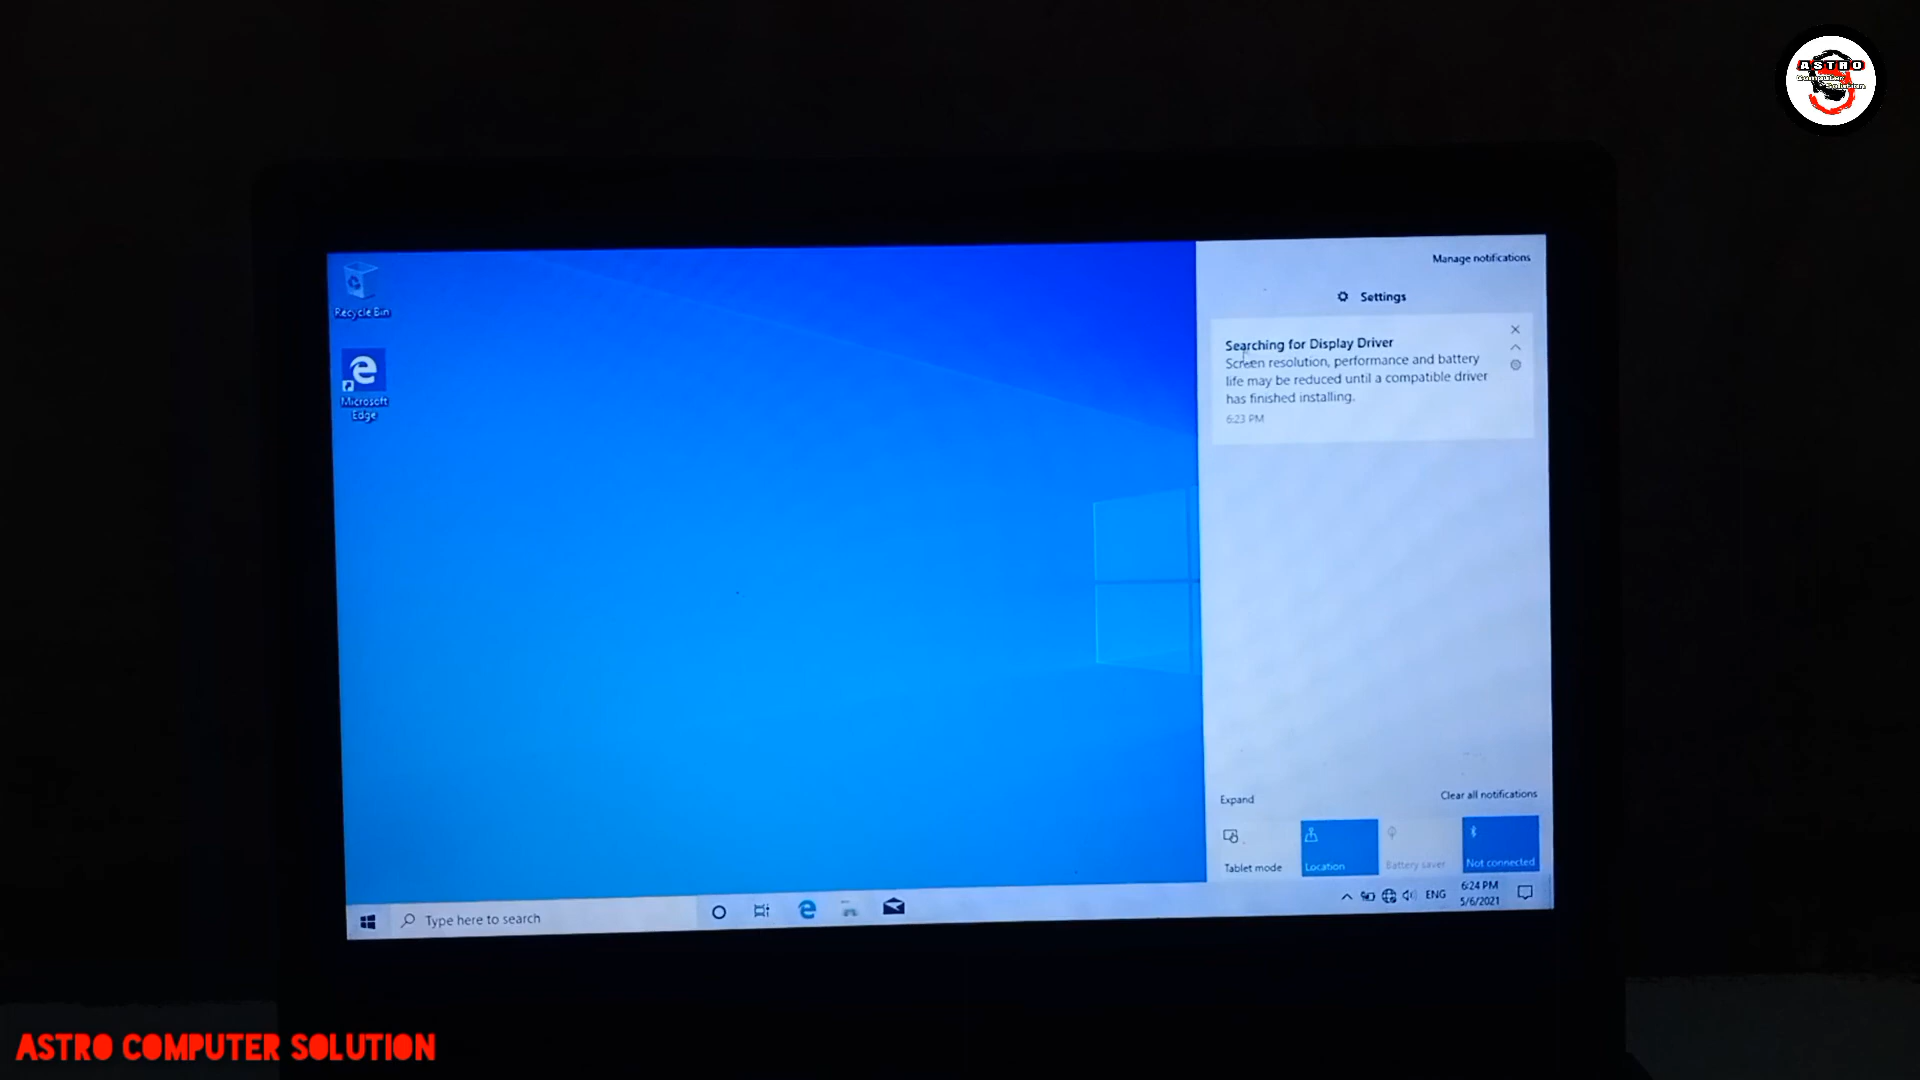 ASTRO
Manage notifications
Settings
Recycle Bin
Searching for Display Driver
Screen resolution, performance and battery
life may be reduced until a compatible driver
has finished installing.
6:23 PM
Microsoft
Edge
Expand
Clear all notifications
Tablet mode
Location
Battery saver
Not connected
Type here to search
ENG
6:24 PM
5/6/2021
ASTRO COMPUTER SOLUTION